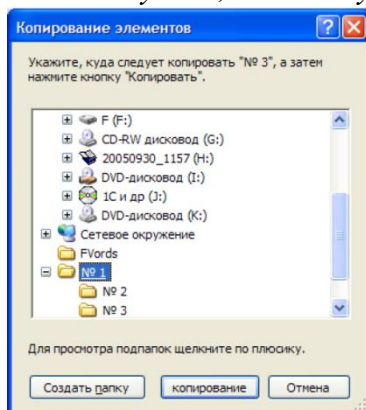 Копирование элементов
Укажите, куда следует копировать "№ 3", а затем
нажмите кнопку "Копировать".
F (F:)
CD-RW дисковод (G:)
20050930_1157 (H:)
DVD-дисковод (I:)
1С и др (J:)
DVD-дисковод (K:)
Сетевое окружение
FVords
№ 1
№ 2
№ 3
Для просмотра подпапок щелкните по плюсику.
Создать папку копирование Отмена